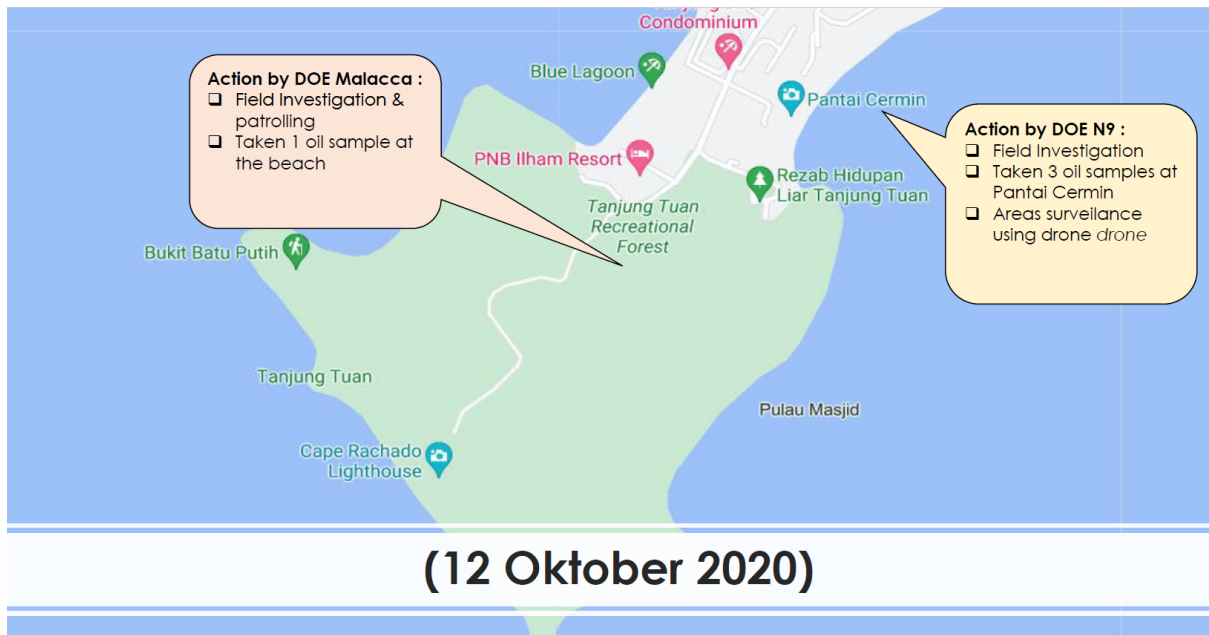 Condominium
Blue Lagoon
Pantai Cermin
PNB Ilham Resort
Rezab Hidupan
Liar Tanjung Tuan
Tanjung Tuan
Recreational
Forest
Bukit Batu Putih
Tanjung Tuan
Pulau Masjid
Cape Rachado
Lighthouse
Action by DOE Malacca :
Field Investigation &
patrolling
Taken 1 oil sample at
the beach
Action by DOE N9 :
Field Investigation
Taken 3 oil samples at
Pantai Cermin
Areas surveilance
using drone drone
(12 Oktober 2020)